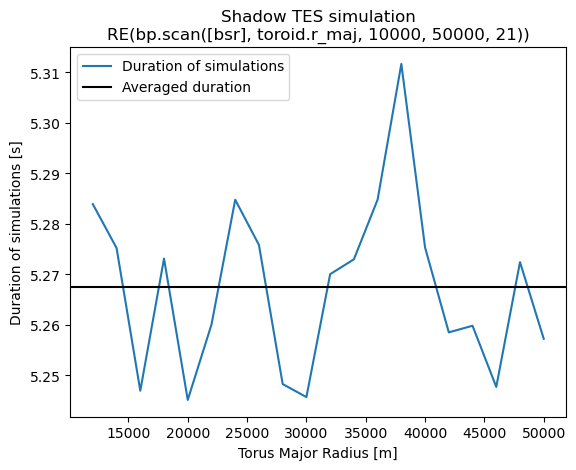 Shadow TES simulation
RE(bp.scan([bsr], toroid.r_maj, 10000, 50000, 21))
Duration of simulations
Averaged duration
Duration of simulations [s]
5.31
5.30
5.29
5.28
5.27
5.26
5.25
15000 20000 25000 30000 35000 40000 45000 50000
Torus Major Radius [m]